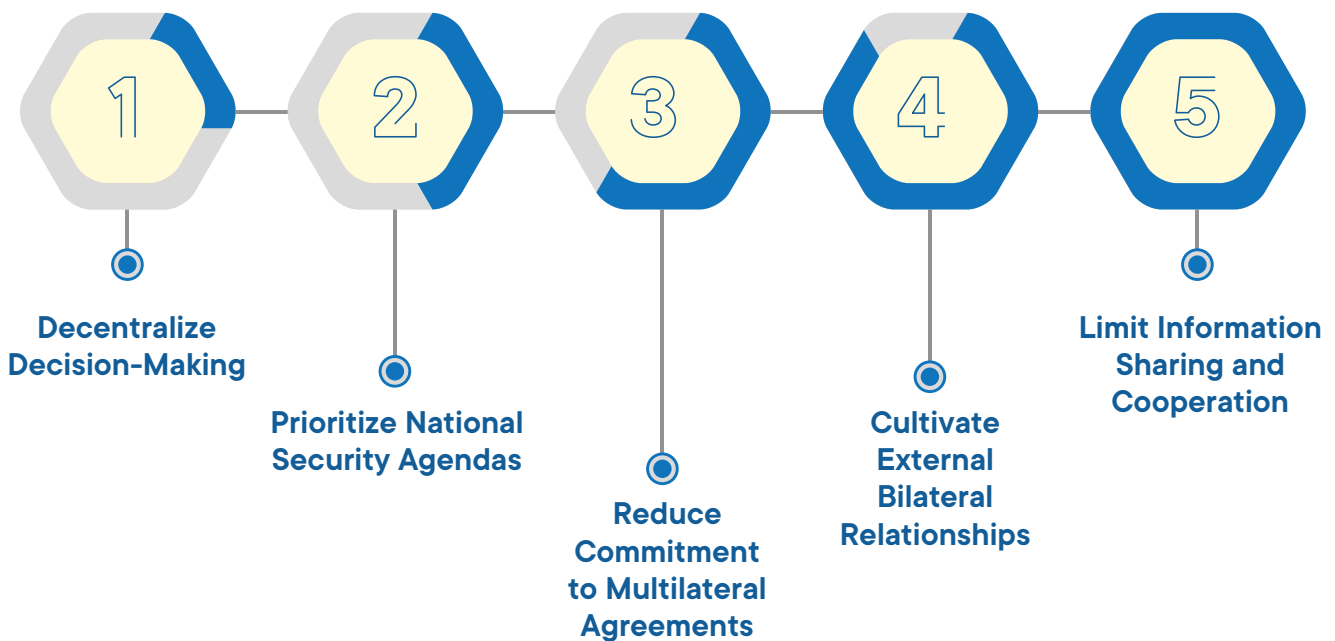 1
2
3
4
5
Decentralize
Decision-Making
Prioritize National
Security Agendas
Reduce
Commitment
to Multilateral
Agreements
Cultivate
External
Bilateral
Relationships
Limit Information
Sharing and
Cooperation